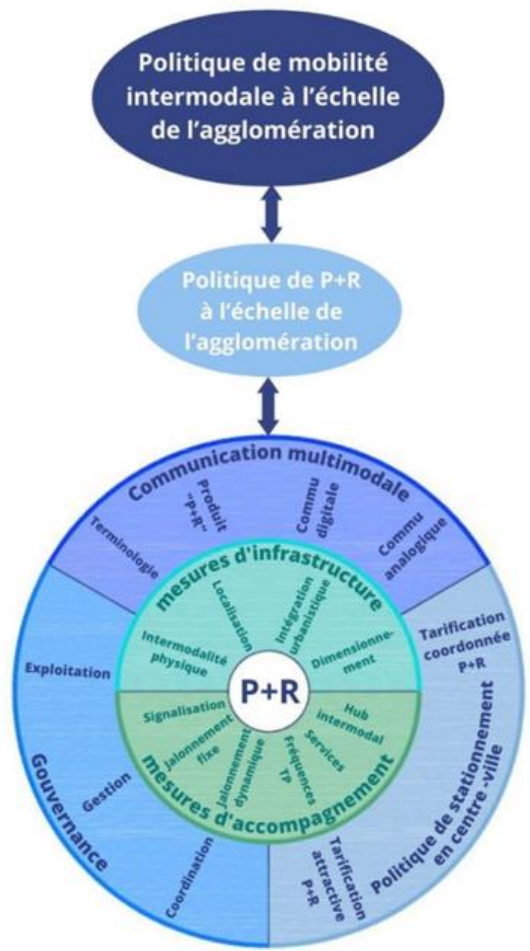 Politique de mobilité
intermodale à l'échelle
de l'agglomération
Politique de P+R
à l'échelle de
l'agglomération
Communication multimodale
Terminologie
Produit
"P+R"
Commu
digitale
Commu
analogique
mesures d'infrastructure
Intermodalité
physique
Localisation
Intégration
urbanistique
Dimensionne-
ment
P+R
Signalisation
Jalonnement
fixe
Jalonnement
dynamique
Fréquences
TP
Services
Hub
intermodal
mesures d'accompagnement
Gouvernance
Exploitation
Gestion
Coordination
Politique de stationnement
en centre -ville
Tarification
coordonnée
P+R
Tarification
attractive
P+R